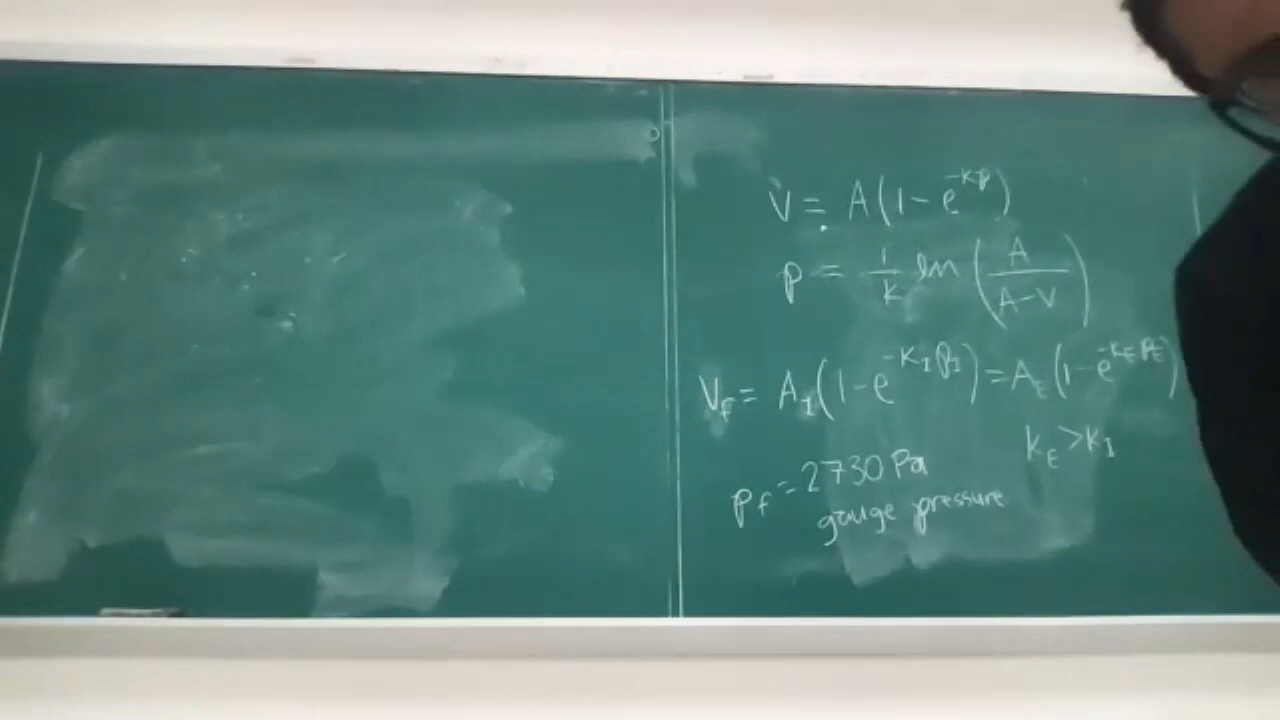 V = A(1-e^{-kp})
p = 1/k ln (A/(A-V))
V_f = A_I(1-e^{-K_I p_I}) = A_E(1-e^{-K_E p_E})
k_E > k_I
p_f = 2730 Pa
gauge pressure